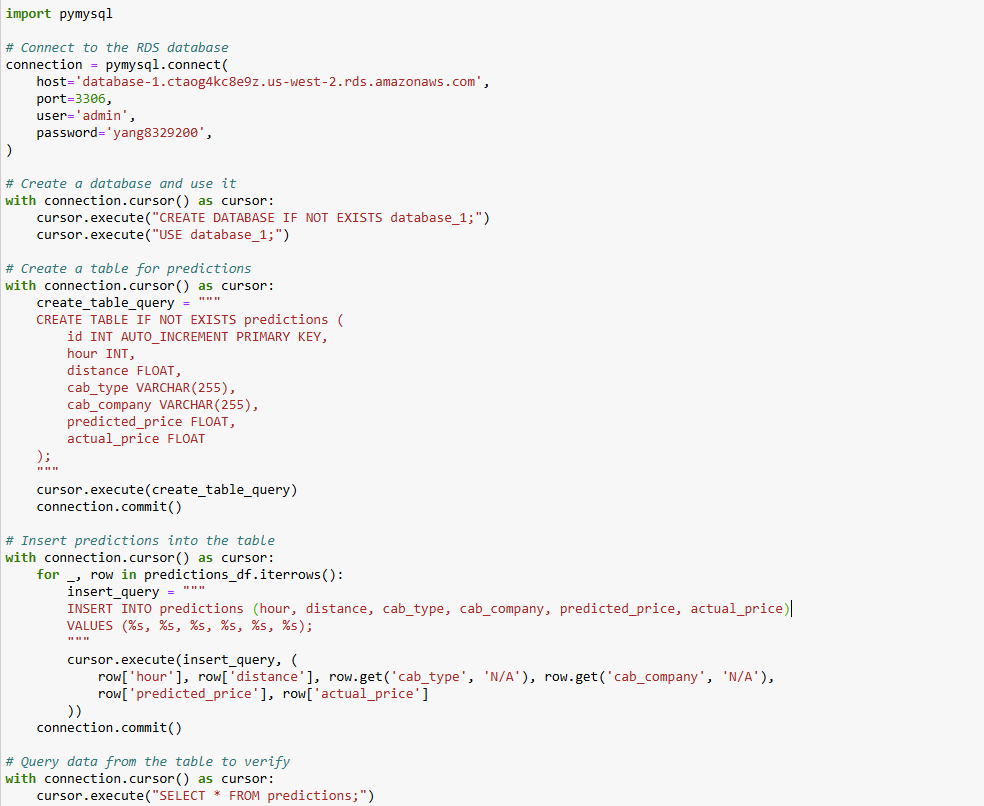 import pymysql
# Connect to the RDS database
connection = pymysql.connect(
    host='database-1.ctaog4kc8e9z.us-west-2.rds.amazonaws.com',
    port=3306,
    user='admin',
    password='yang8329200',
)
# Create a database and use it
with connection.cursor() as cursor:
    cursor.execute("CREATE DATABASE IF NOT EXISTS database_1;")
    cursor.execute("USE database_1;")
# Create a table for predictions
with connection.cursor() as cursor:
    create_table_query = """
    CREATE TABLE IF NOT EXISTS predictions (
        id INT AUTO_INCREMENT PRIMARY KEY,
        hour INT,
        distance FLOAT,
        cab_type VARCHAR(255),
        cab_company VARCHAR(255),
        predicted_price FLOAT,
        actual_price FLOAT
    );
    """
    cursor.execute(create_table_query)
    connection.commit()
# Insert predictions into the table
with connection.cursor() as cursor:
    for _, row in predictions_df.iterrows():
        insert_query = """
        INSERT INTO predictions (hour, distance, cab_type, cab_company, predicted_price, actual_price)
        VALUES (%s, %s, %s, %s, %s, %s);
        """
        cursor.execute(insert_query, (
            row['hour'], row['distance'], row.get('cab_type', 'N/A'), row.get('cab_company', 'N/A'),
            row['predicted_price'], row['actual_price']
        ))
    connection.commit()
# Query data from the table to verify
with connection.cursor() as cursor:
    cursor.execute("SELECT * FROM predictions;")